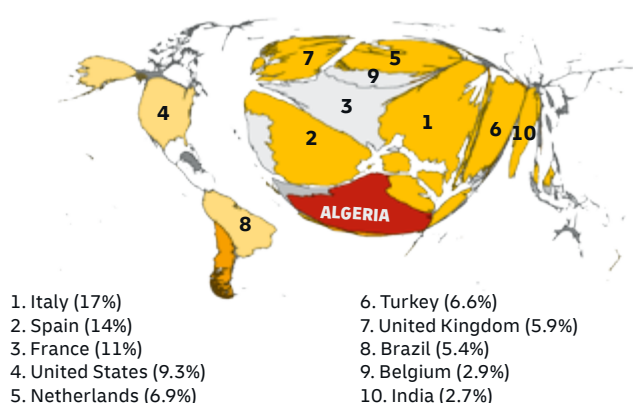 7
5
9
4
3
1
2
6
10
ALGERIA
8
1. Italy (17%)
2. Spain (14%)
3. France (11%)
4. United States (9.3%)
5. Netherlands (6.9%)
6. Turkey (6.6%)
7. United Kingdom (5.9%)
8. Brazil (5.4%)
9. Belgium (2.9%)
10. India (2.7%)